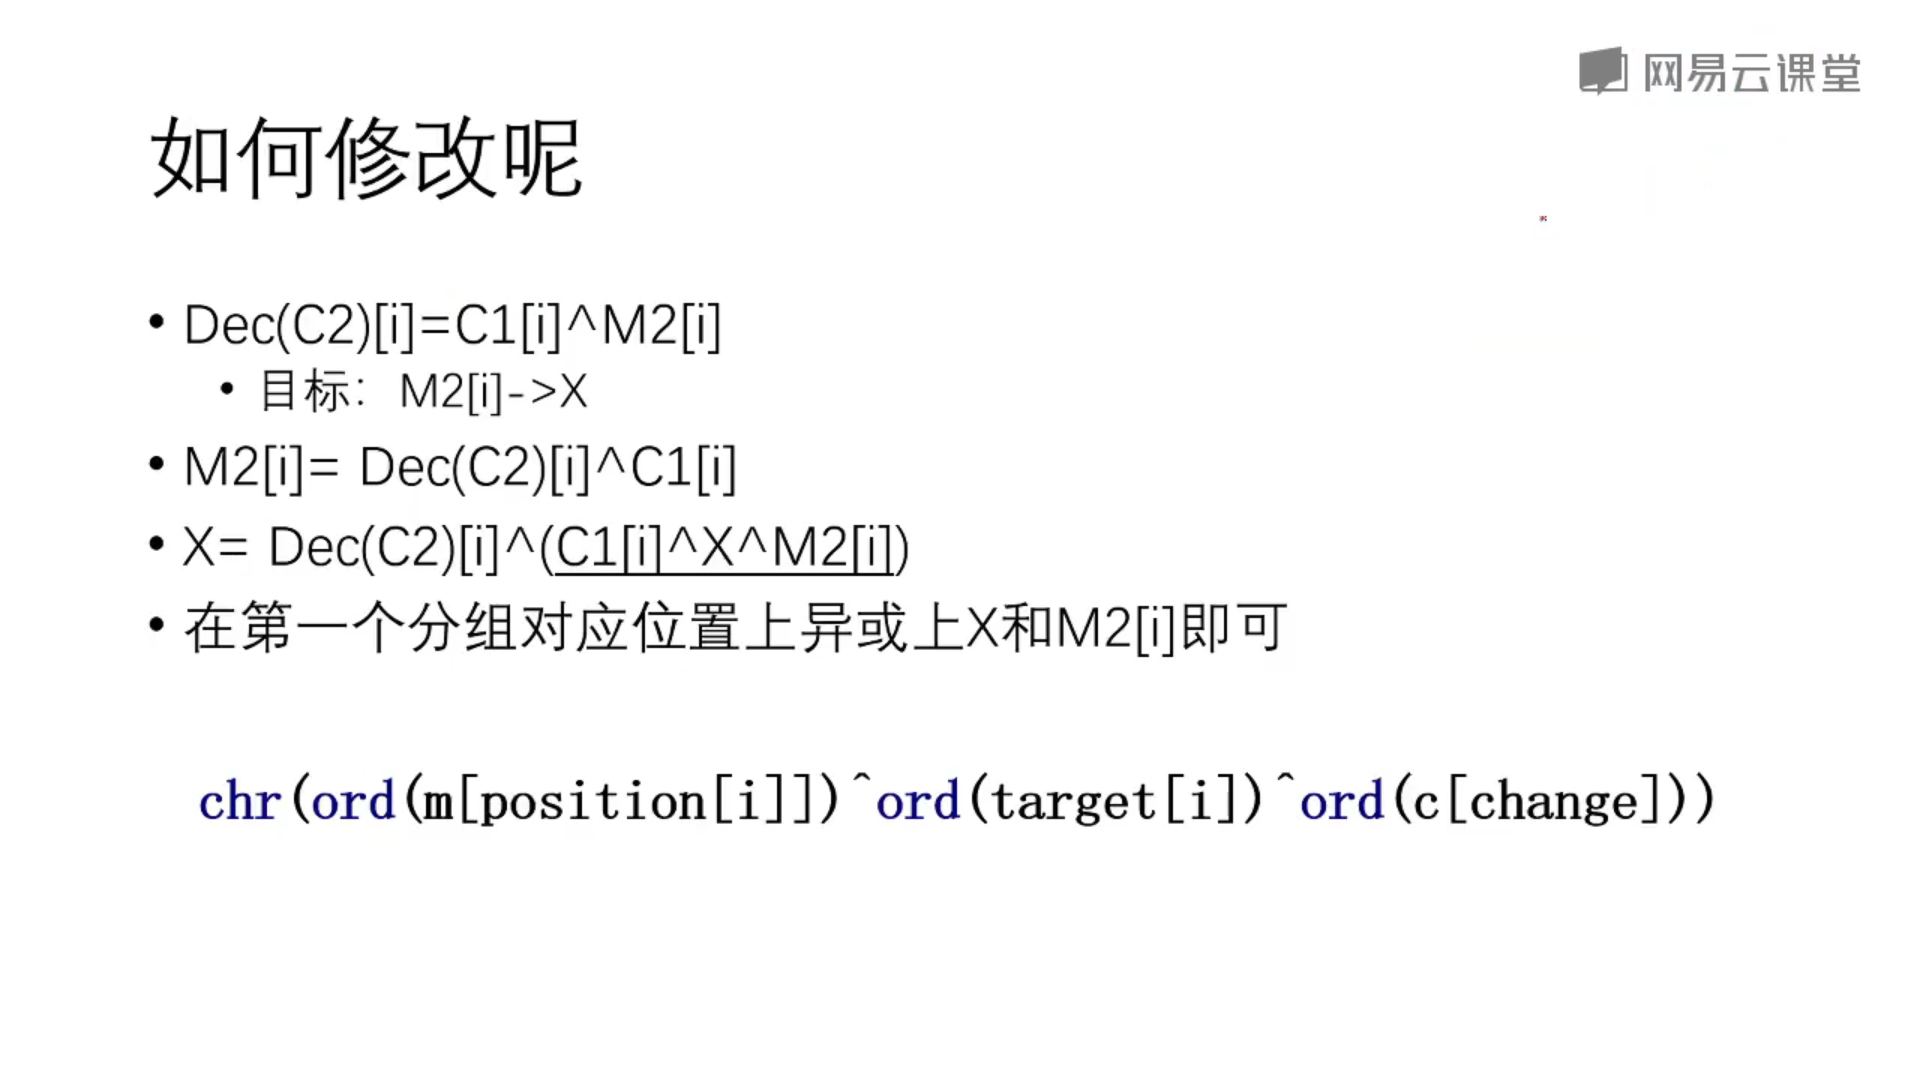 网易云课堂
如何修改呢
• Dec(C2)[i]=C1[i]^M2[i]
• 目标：M2[i]->X
• M2[i]= Dec(C2)[i]^C1[i]
• X= Dec(C2)[i]^(C1[i]^X^M2[i])
• 在第一个分组对应位置上异或上X和M2[i]即可
chr(ord(m[position[i]])^ord(target[i])^ord(c[change]))